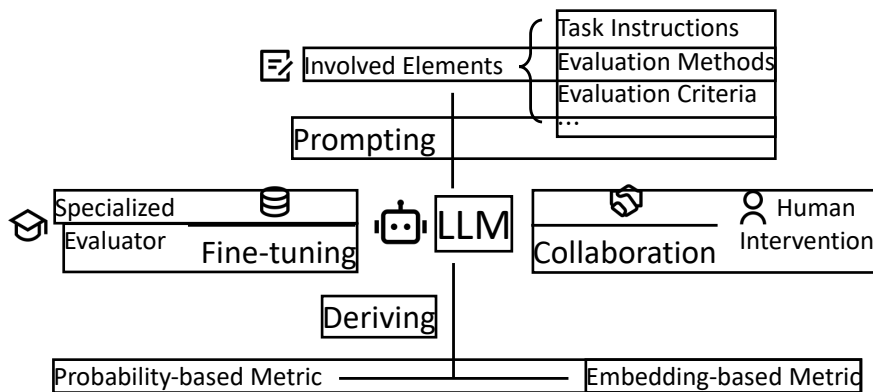 Task Instructions
Involved Elements
Evaluation Methods
Evaluation Criteria
...
Prompting
Specialized
Evaluator
Fine-tuning
LLM
Collaboration
Human
Intervention
Deriving
Probability-based Metric
Embedding-based Metric